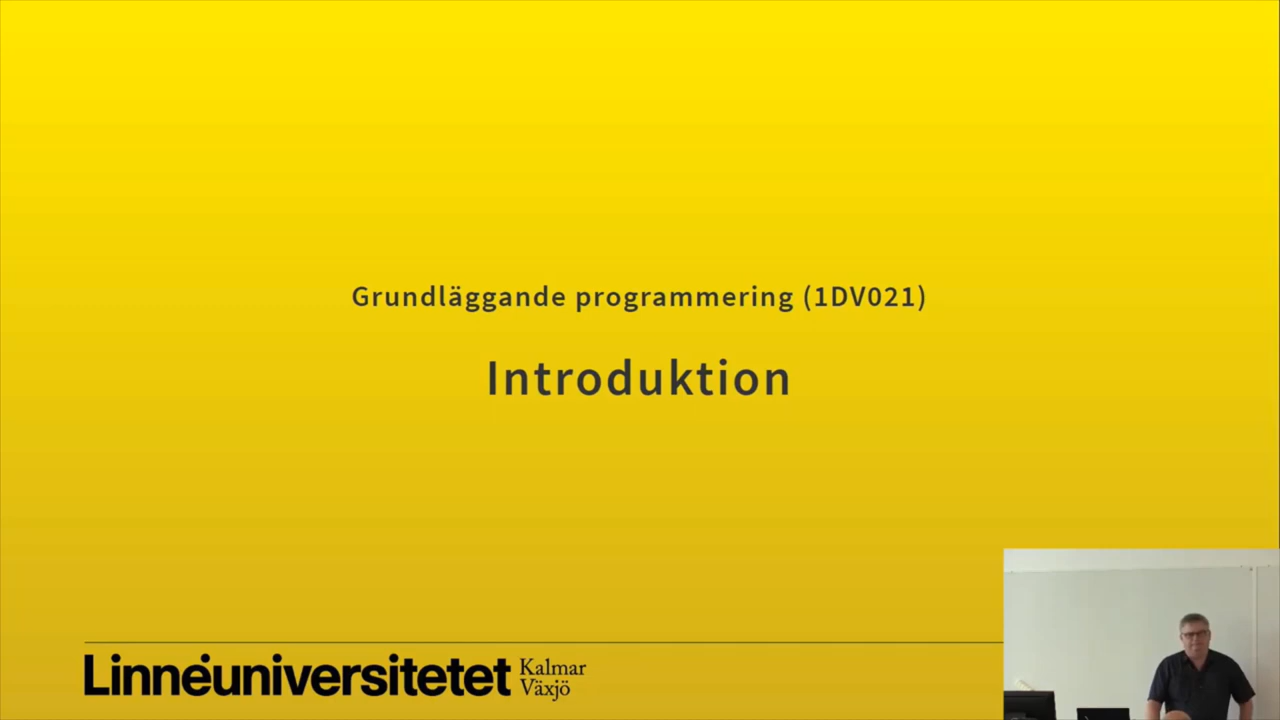 Grundläggande programmering (1DV021)
Introduktion
Linnéuniversitetet
Kalmar
Växjö